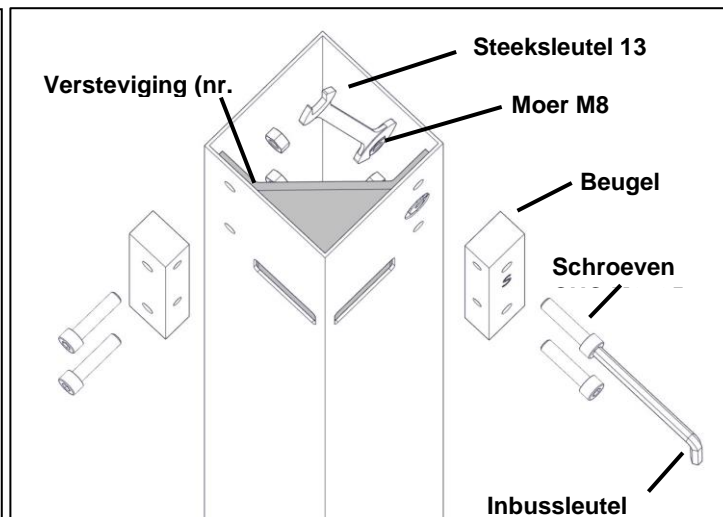 Steeksleutel 13
Versteviging (nr.
Moer M8
Beugel
Schroeven
Inbussleutel